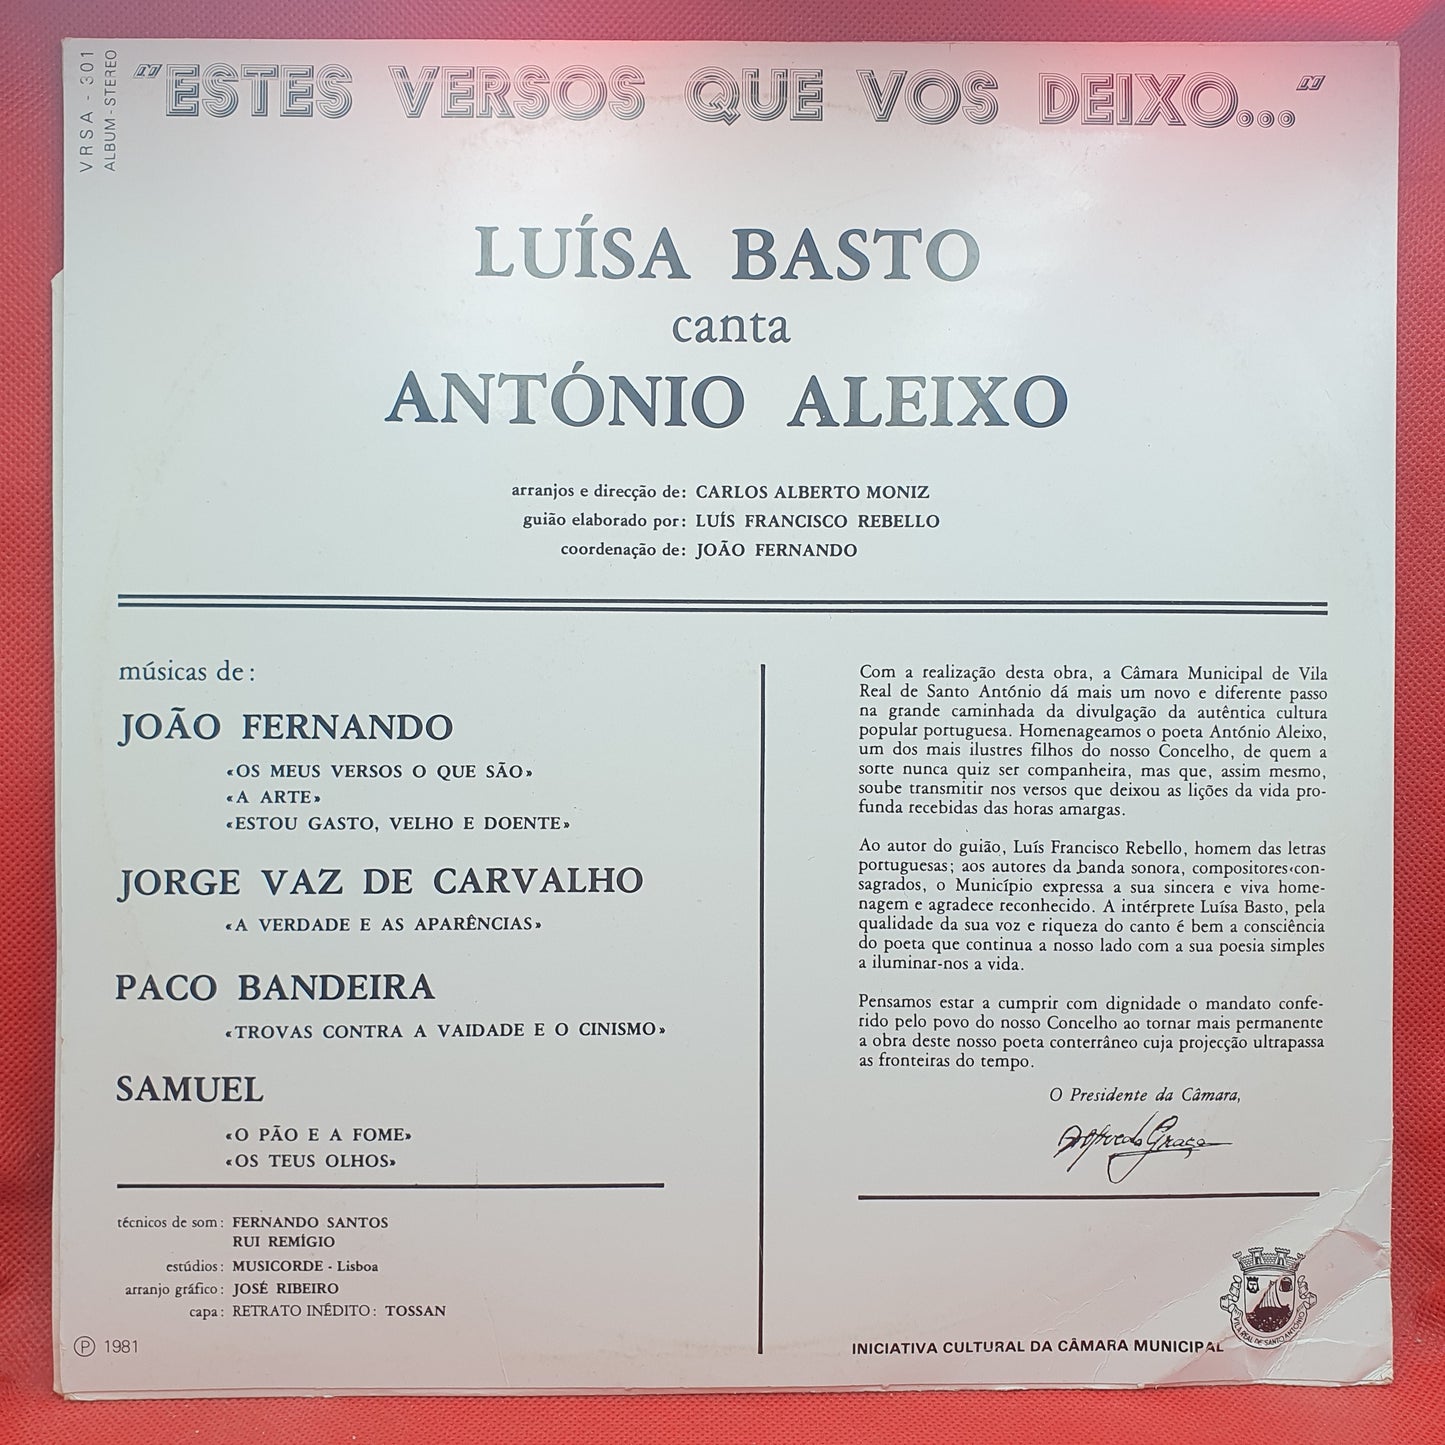 VRSA - 301
ALBUM - STEREO
"ESTES VERSOS QUE VOS DEIXO..."
LUÍSA BASTO
canta
ANTÓNIO ALEIXO
arranjos e direcção de: CARLOS ALBERTO MONIZ
guião elaborado por: LUÍS FRANCISCO REBELLO
coordenação de: JOÃO FERNANDO
músicas de:
JOÃO FERNANDO
«OS MEUS VERSOS O QUE SÃO»
«A ARTE»
«ESTOU GASTO, VELHO E DOENTE»
JORGE VAZ DE CARVALHO
«A VERDADE E AS APARÊNCIAS»
PACO BANDEIRA
«TROVAS CONTRA A VAIDADE E O CINISMO»
SAMUEL
«O PÃO E A FOME»
«OS TEUS OLHOS»
técnicos de som: FERNANDO SANTOS
RUI REMÍGIO
estúdios: MUSICORDE - Lisboa
arranjo gráfico: JOSÉ RIBEIRO
capa: RETRATO INÉDITO: TOSSAN
Ⓟ 1981
Com a realização desta obra, a Câmara Municipal de Vila
Real de Santo António dá mais um novo e diferente passo
na grande caminhada da divulgação da autêntica cultura
popular portuguesa. Homenageamos o poeta António Aleixo,
um dos mais ilustres filhos do nosso Concelho, de quem a
sorte nunca quiz ser companheira, mas que, assim mesmo,
soube transmitir nos versos que deixou as lições da vida pro-
funda recebidas das horas amargas.
Ao autor do guião, Luís Francisco Rebello, homem das letras
portuguesas; aos autores da banda sonora, compositores con-
sagrados, o Município expressa a sua sincera e viva home-
nagem e agradece reconhecido. A intérprete Luísa Basto, pela
qualidade da sua voz e riqueza do canto é bem a consciência
do poeta que continua a nosso lado com a sua poesia simples
a iluminar-nos a vida.
Pensamos estar a cumprir com dignidade o mandato confe-
rido pelo povo do nosso Concelho ao tornar mais permanente
a obra deste nosso poeta conterrâneo cuja projecção ultrapassa
as fronteiras do tempo.
O Presidente da Câmara,
Alfredo Graça
VILA REAL DE SANTO ANTÓNIO
INICIATIVA CULTURAL DA CÂMARA MUNICIPAL